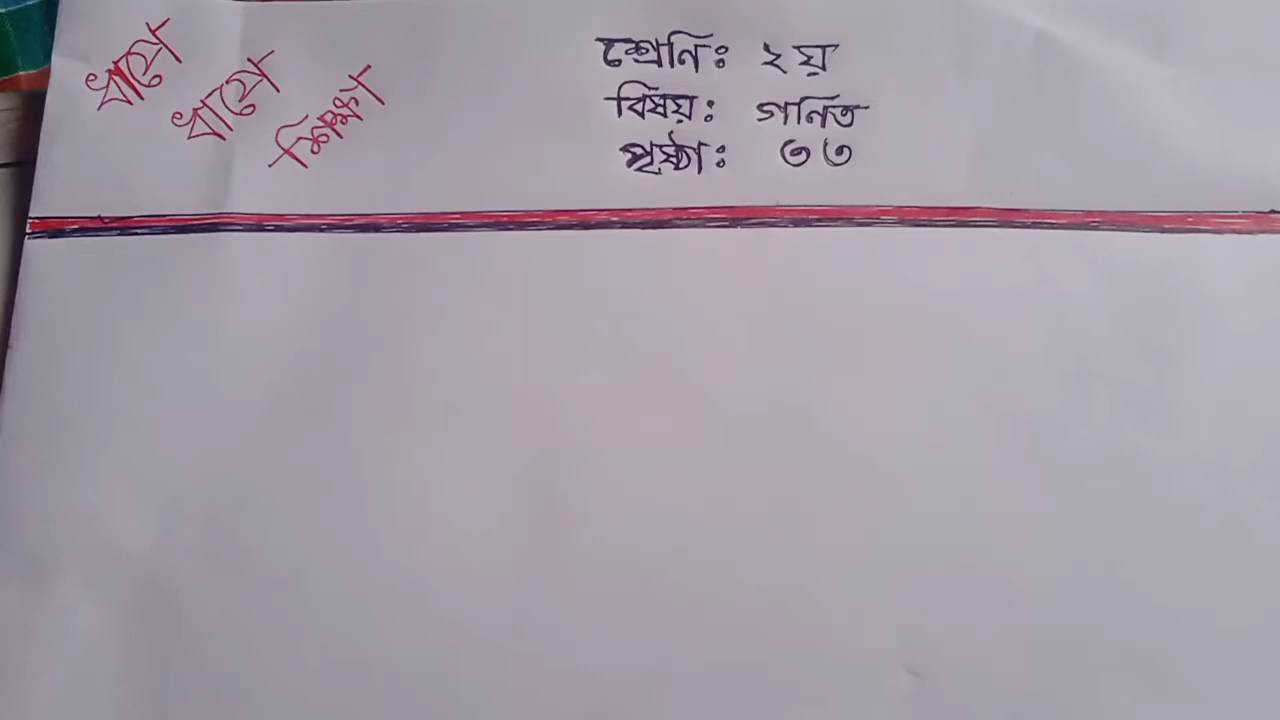 ধাপে
ধাপে
শিক্ষা
শ্রেনিঃ ২য়
বিষয়ঃ গনিত
পৃষ্ঠাঃ ৩৩